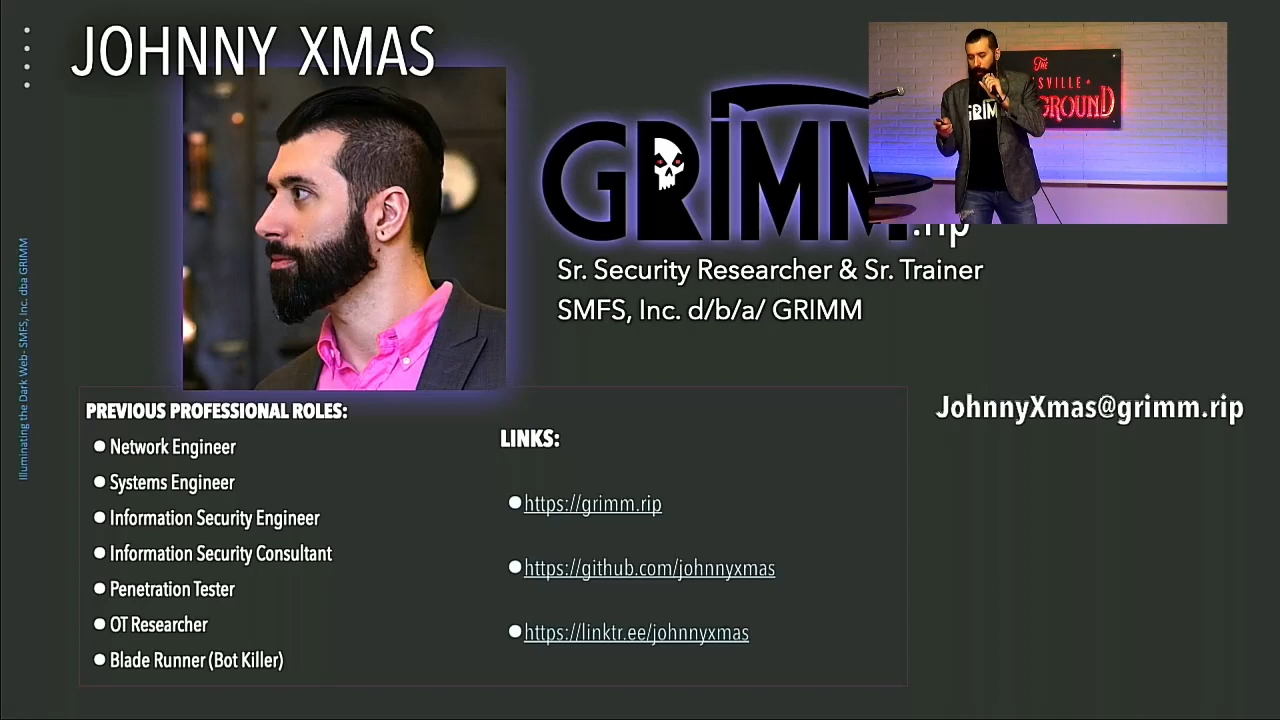 JOHNNY XMAS
GRIMM
.rip
Sr. Security Researcher & Sr. Trainer
SMFS, Inc. d/b/a/ GRIMM
The
SVILLE
GROUND
GRIM
Illuminating the Dark Web- SMFS, Inc. dba GRIMM
PREVIOUS PROFESSIONAL ROLES:
Network Engineer
Systems Engineer
Information Security Engineer
Information Security Consultant
Penetration Tester
OT Researcher
Blade Runner (Bot Killer)
LINKS:
https://grimm.rip
https://github.com/johnnyxmas
https://linktr.ee/johnnyxmas
JohnnyXmas@grimm.rip